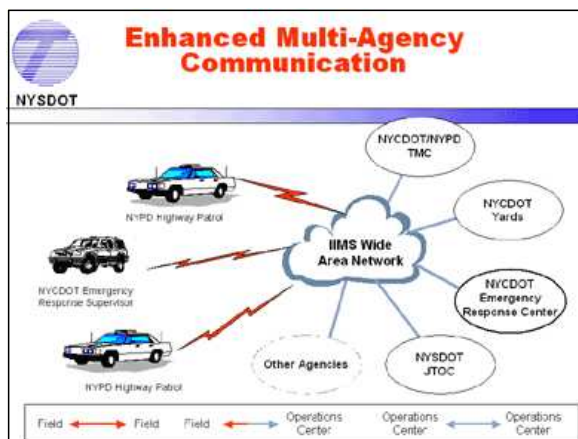 Enhanced Multi-Agency
Communication
NYSDOT
NYCDOT/NYPD
TMC
NYPD Highway Patrol
NYCDOT
Yards
IIMS Wide
Area Network
NYCDOT Emergency
Response Supervisor
NYCDOT
Emergency
Response Center
NYPD Highway Patrol
Other Agencies
NYSDOT
JTOC
Field Field Field Operations
Center Operations
Center Operations
Center